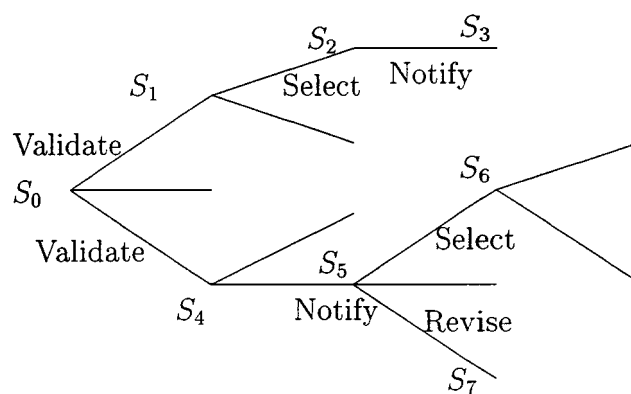 S₂
S₃
S₁
Select
Notify
Validate
S₀
S₆
Validate
S₅
Select
S₄
Notify
Revise
S₇